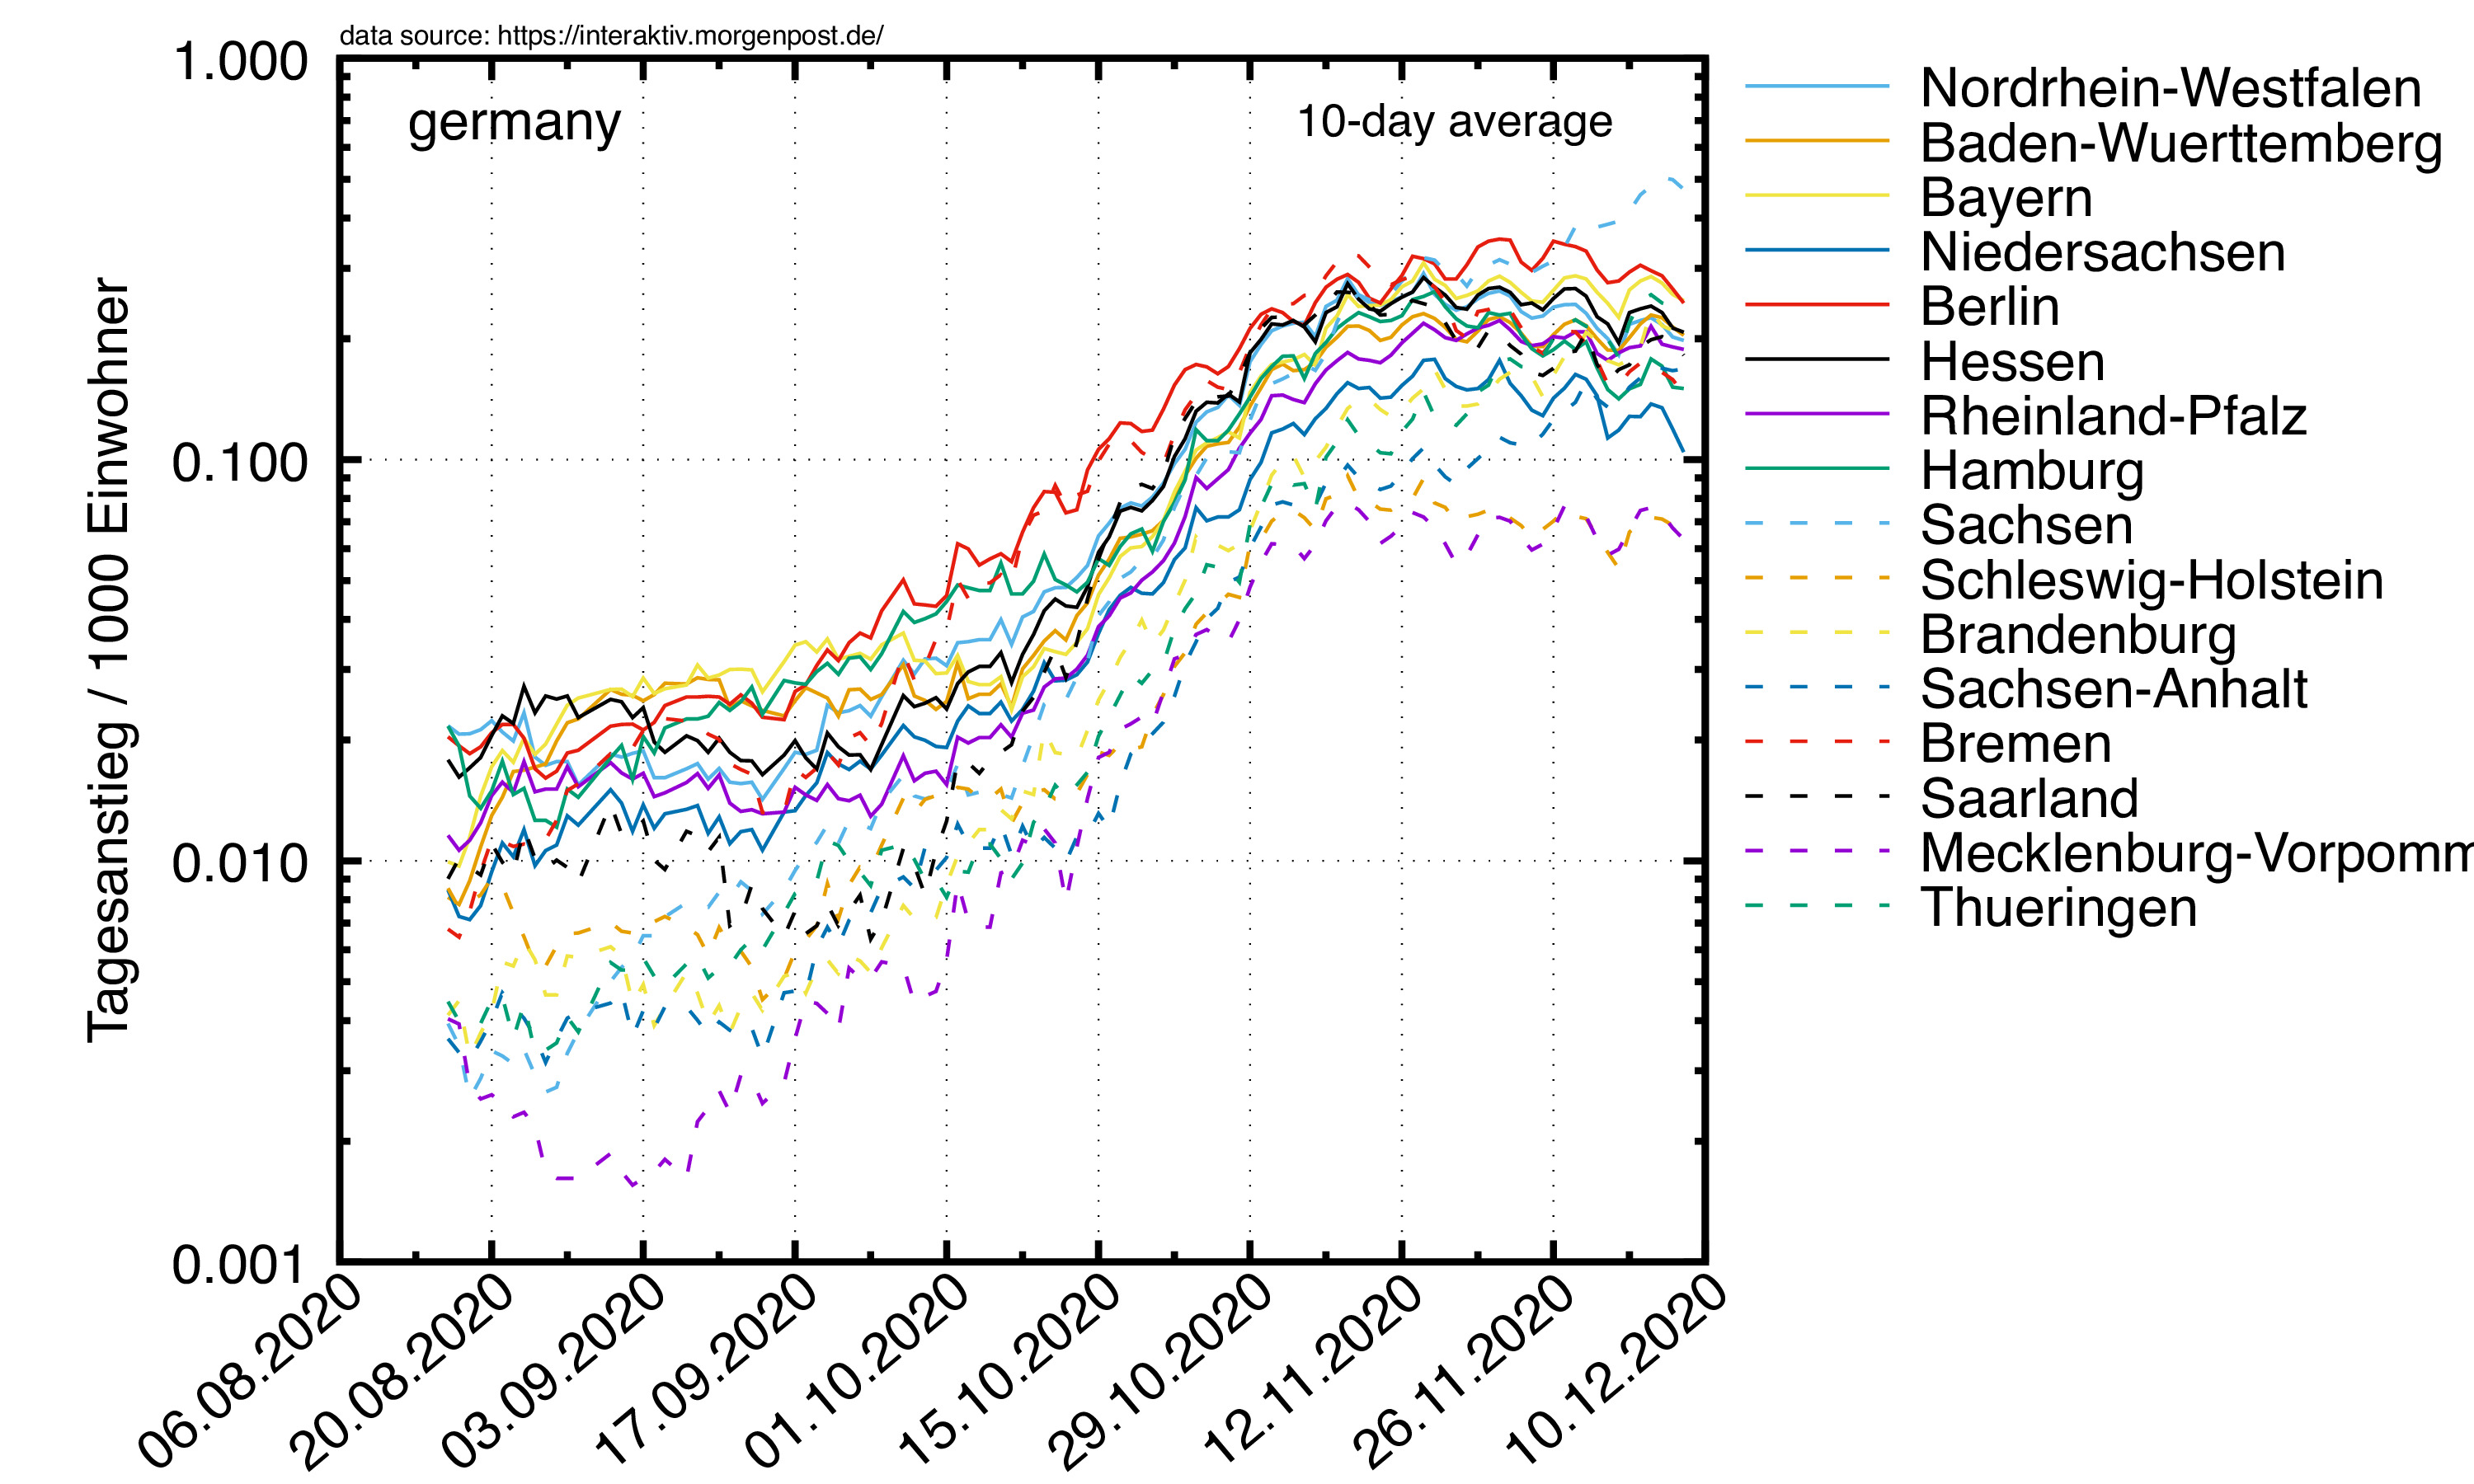 data source: https://interaktiv.morgenpost.de/
germany
10-day average
Tagesanstieg / 1000 Einwohner
1.000
0.100
0.010
0.001
06.08.2020
20.08.2020
03.09.2020
17.09.2020
01.10.2020
15.10.2020
29.10.2020
12.11.2020
26.11.2020
10.12.2020
Nordrhein-Westfalen
Baden-Wuerttemberg
Bayern
Niedersachsen
Berlin
Hessen
Rheinland-Pfalz
Hamburg
Sachsen
Schleswig-Holstein
Brandenburg
Sachsen-Anhalt
Bremen
Saarland
Mecklenburg-Vorpomm
Thueringen